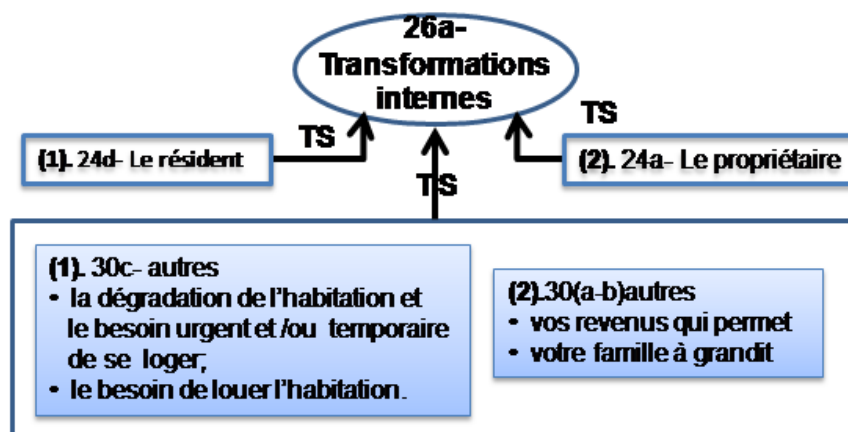 26a-
Transformations
internes
TS
TS
(1). 24d- Le résident
(2). 24a- Le propriétaire
TS
(1). 30c- autres
• la dégradation de l'habitation et
le besoin urgent et /ou temporaire
de se loger;
• le besoin de louer l'habitation.
(2).30(a-b)autres
• vos revenus qui permet
• votre famille à grandit